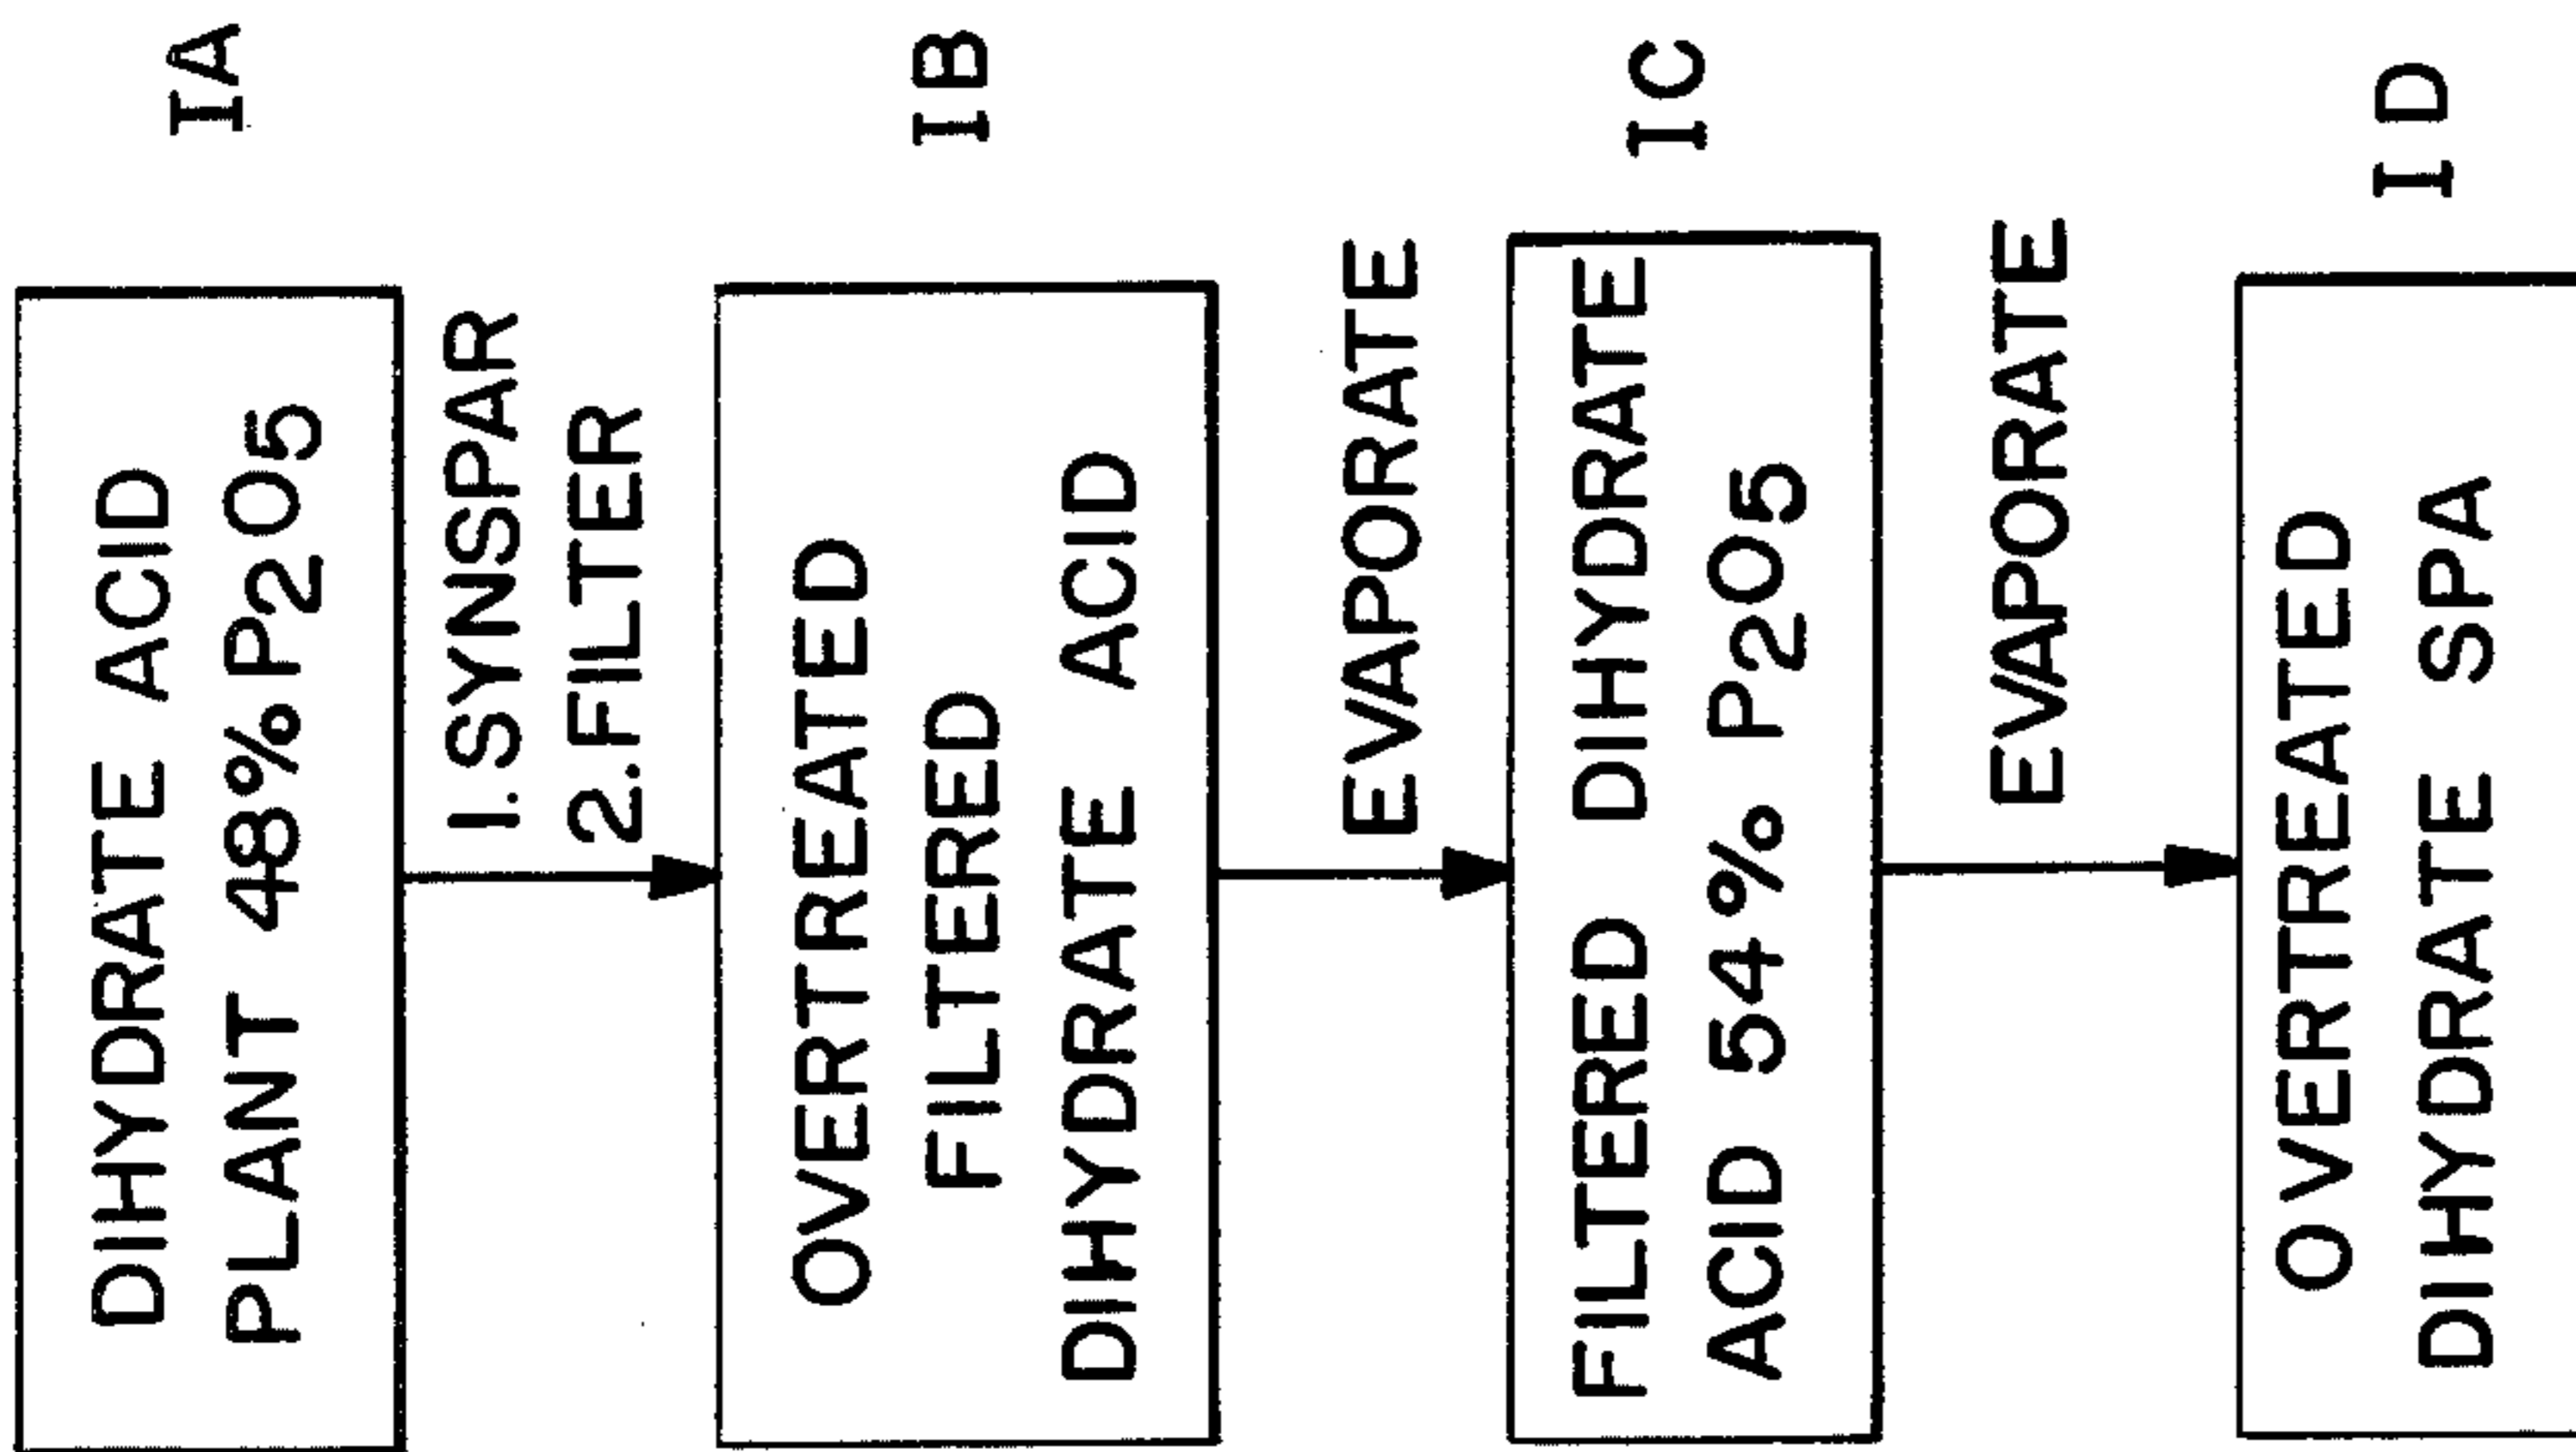 DIHYDRATE ACID
PLANT 48% P2O5
IA
1. SYNSPAR
2. FILTER
OVERTREATED
FILTERED
DIHYDRATE ACID
IB
EVAPORATE
FILTERED DIHYDRATE
ACID 54% P2O5
IC
EVAPORATE
OVERTREATED
DIHYDRATE SPA
ID